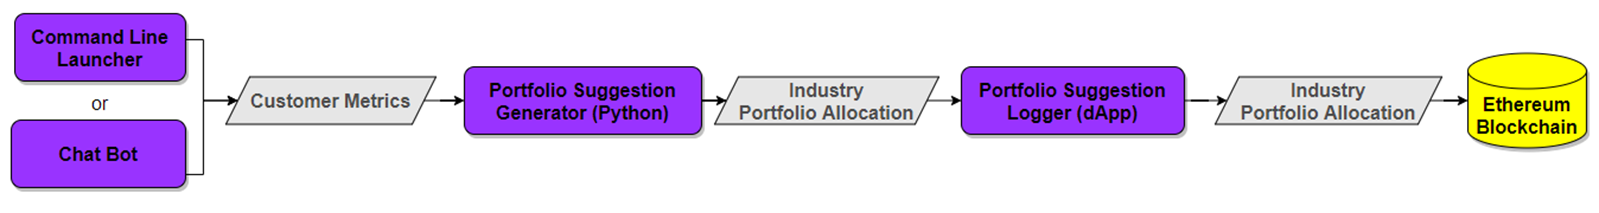 Command Line
Launcher
or
Chat Bot
Customer Metrics
Portfolio Suggestion
Generator (Python)
Industry
Portfolio Allocation
Portfolio Suggestion
Logger (dApp)
Industry
Portfolio Allocation
Ethereum
Blockchain